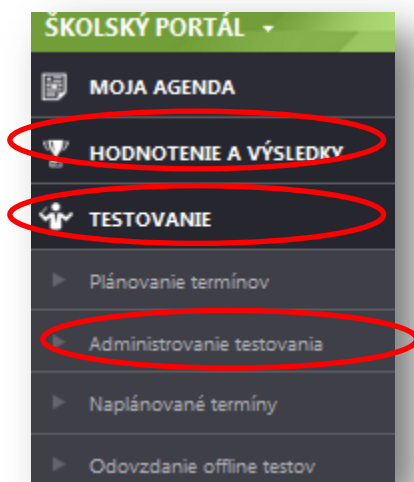 ŠKOLSKÝ PORTÁL
MOJA AGENDA
HODNOTENIE A VÝSLEDKY
TESTOVANIE
Plánovanie termínov
Administrovanie testovania
Naplánované termíny
Odovzdanie offline testov